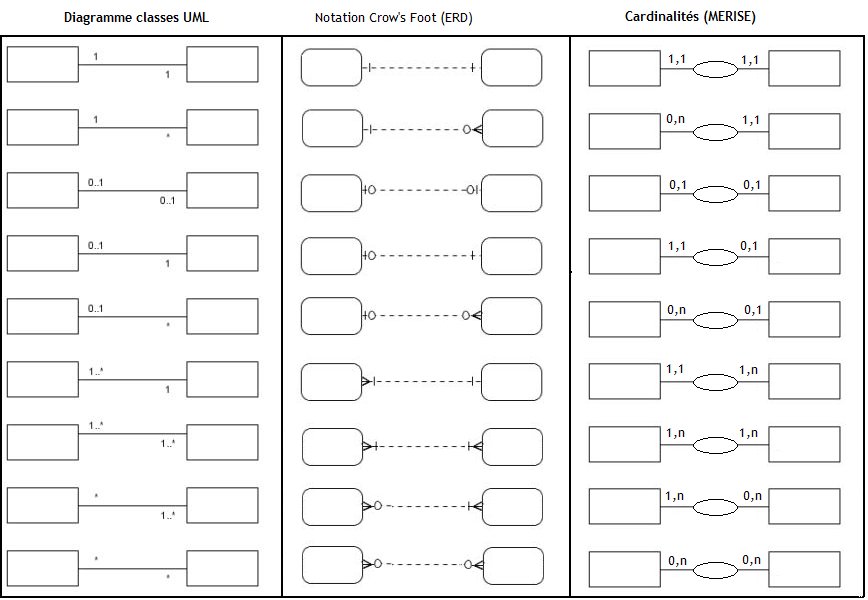 Diagramme classes UML
Notation Crow's Foot (ERD)
Cardinalités (MERISE)
1
1
1,1
1,1
1
*
0,n
1,1
0..1
0..1
0,1
0,1
0..1
1
1,1
0,1
0..1
*
0,n
0,1
1..*
1
1,1
1,n
1..*
1..*
1,n
1,n
*
1..*
1,n
0,n
*
*
0,n
0,n